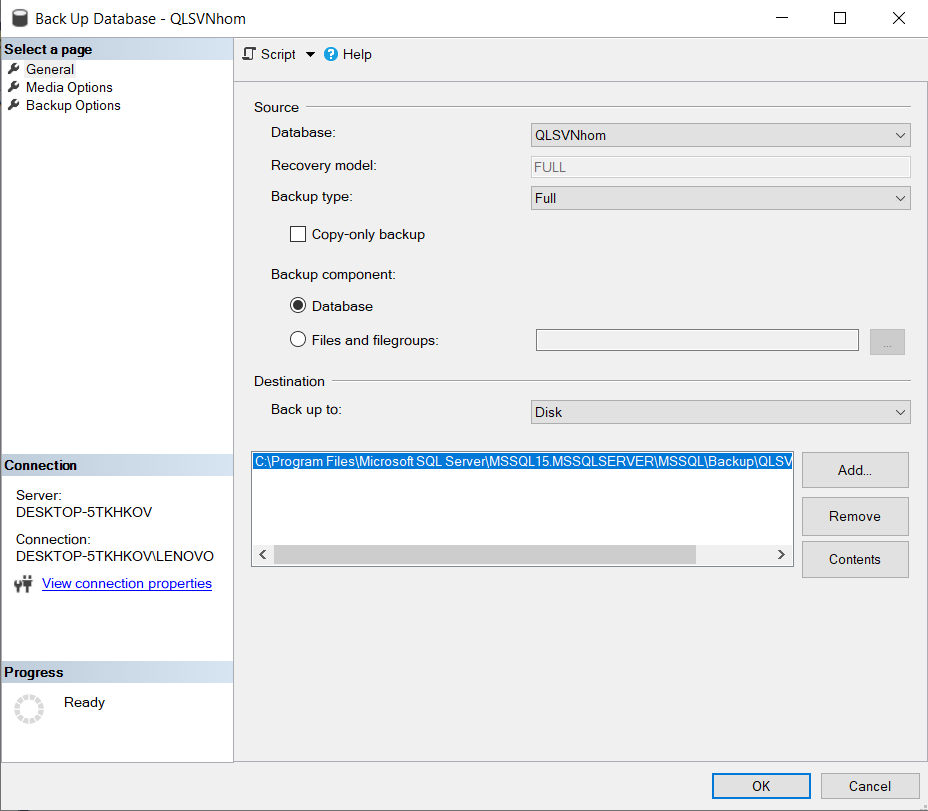 Back Up Database - QLSVNhom
Select a page
General
Media Options
Backup Options
Script
Help
Source
Database:
QLSVNhom
Recovery model:
FULL
Backup type:
Full
Copy-only backup
Backup component:
Database
Files and filegroups:
...
Destination
Back up to:
Disk
C:\Program Files\Microsoft SQL Server\MSSQL15.MSSQLSERVER\MSSQL\Backup\QLSV
Add...
Remove
Contents
Connection
Server:
DESKTOP-5TKHKOV
Connection:
DESKTOP-5TKHKOV\LENOVO
View connection properties
Progress
Ready
OK
Cancel